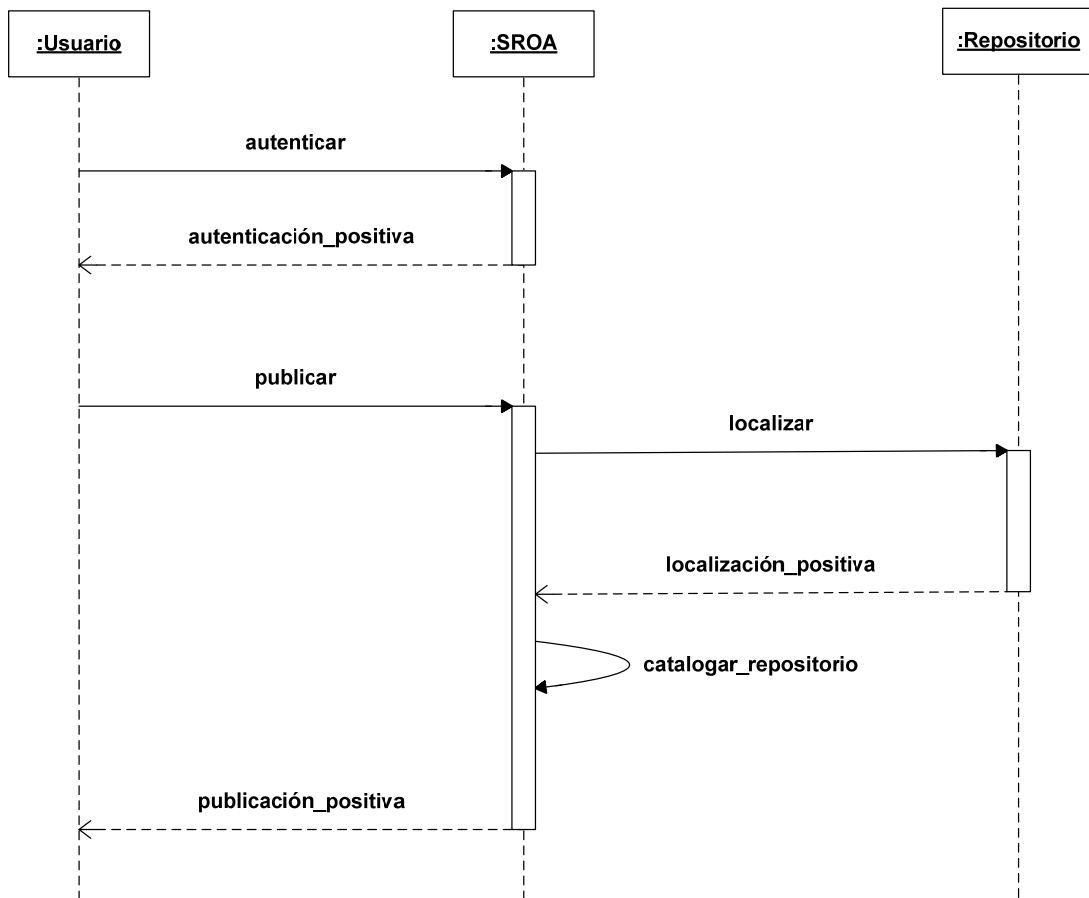 :Usuario
:SROA
:Repositorio
autenticar
autenticación_positiva
publicar
localizar
localización_positiva
catalogar_repositorio
publicación_positiva